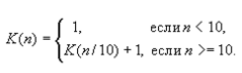 K(n) = { 1, если n < 10,
K(n/10) + 1, если n >= 10.